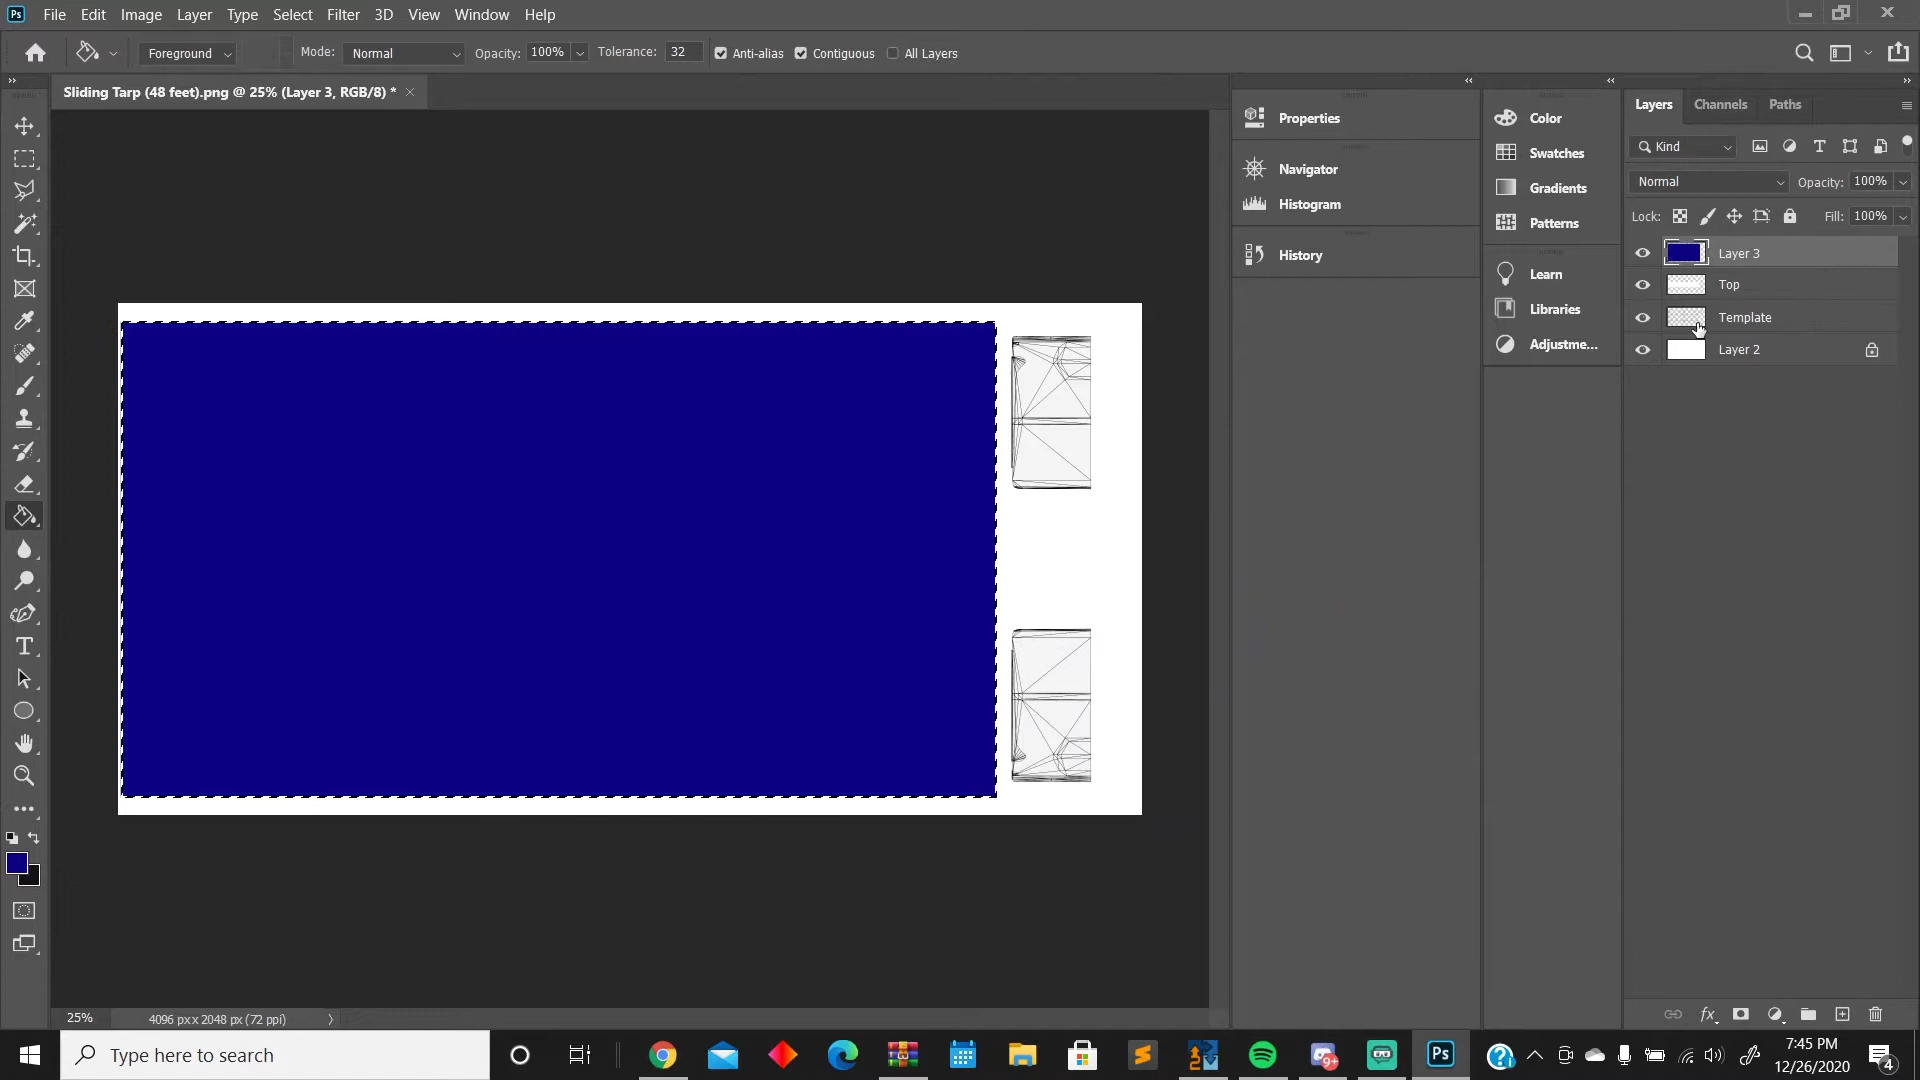 Ps File Edit Image Layer Type Select Filter 3D View Window Help
Foreground Mode: Normal Opacity: 100% Tolerance: 32 Anti-alias Contiguous All Layers
Sliding Tarp (48 feet).png @ 25% (Layer 3, RGB/8) *
Properties
Navigator
Histogram
History
Color
Swatches
Gradients
Patterns
Learn
Libraries
Adjustme...
Layers Channels Paths
Kind
Normal Opacity: 100%
Lock: Fill: 100%
Layer 3
Top
Template
Layer 2
25% 4096 px x 2048 px (72 ppi)
Type here to search
9+
Ps
7:45 PM
12/26/2020
4